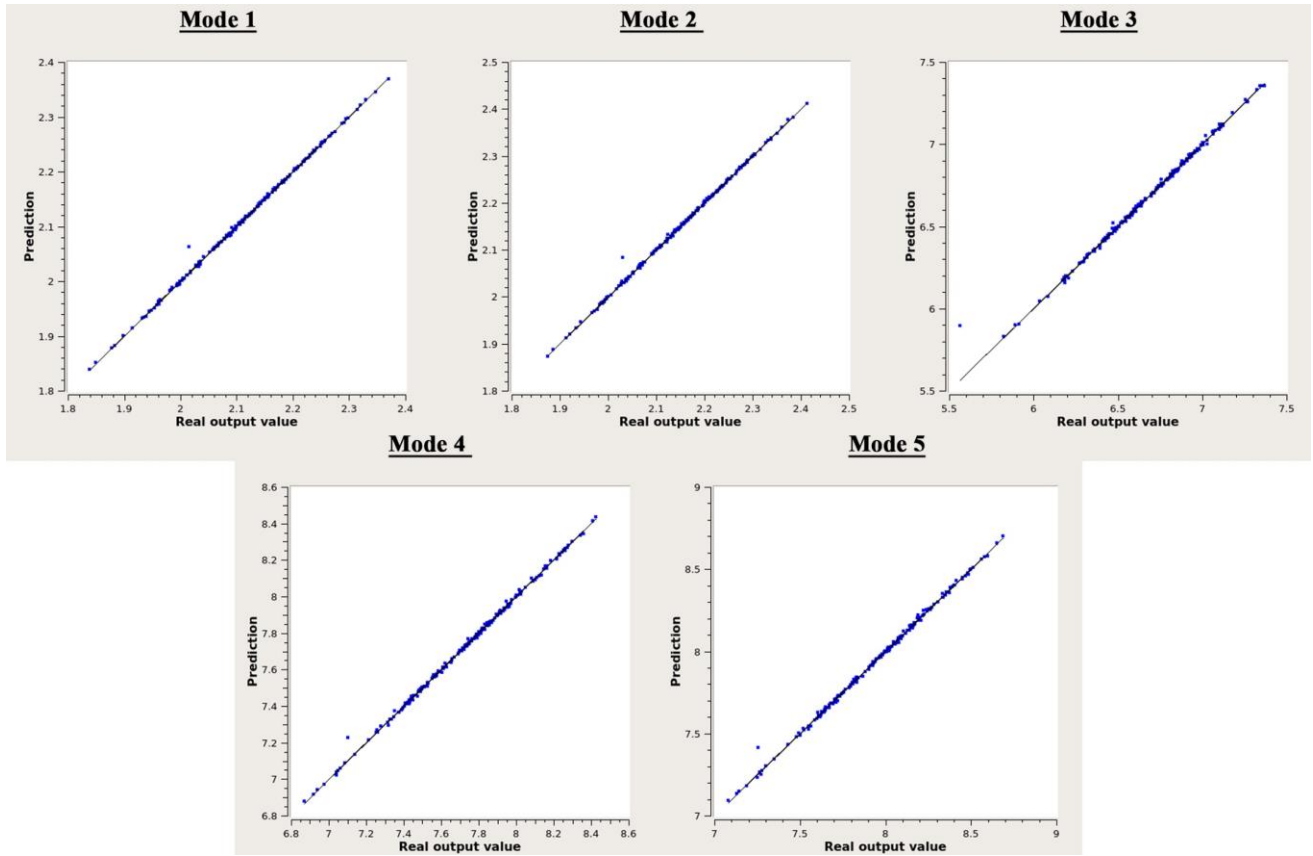 Mode 1
Mode 2
Mode 3
2.4
2.3
2.2
2.1
2
1.9
1.8
Prediction
1.8 1.9 2 2.1 2.2 2.3 2.4
Real output value
2.5
2.4
2.3
2.2
2.1
2
1.9
1.8
Prediction
1.8 1.9 2 2.1 2.2 2.3 2.4 2.5
Real output value
7.5
7
6.5
6
5.5
Prediction
5.5 6 6.5 7 7.5
Real output value
Mode 4
Mode 5
8.6
8.4
8.2
8
7.8
7.6
7.4
7.2
7
6.8
Prediction
6.8 7 7.2 7.4 7.6 7.8 8 8.2 8.4 8.6
Real output value
9
8.5
8
7.5
7
Prediction
7 7.5 8 8.5 9
Real output value